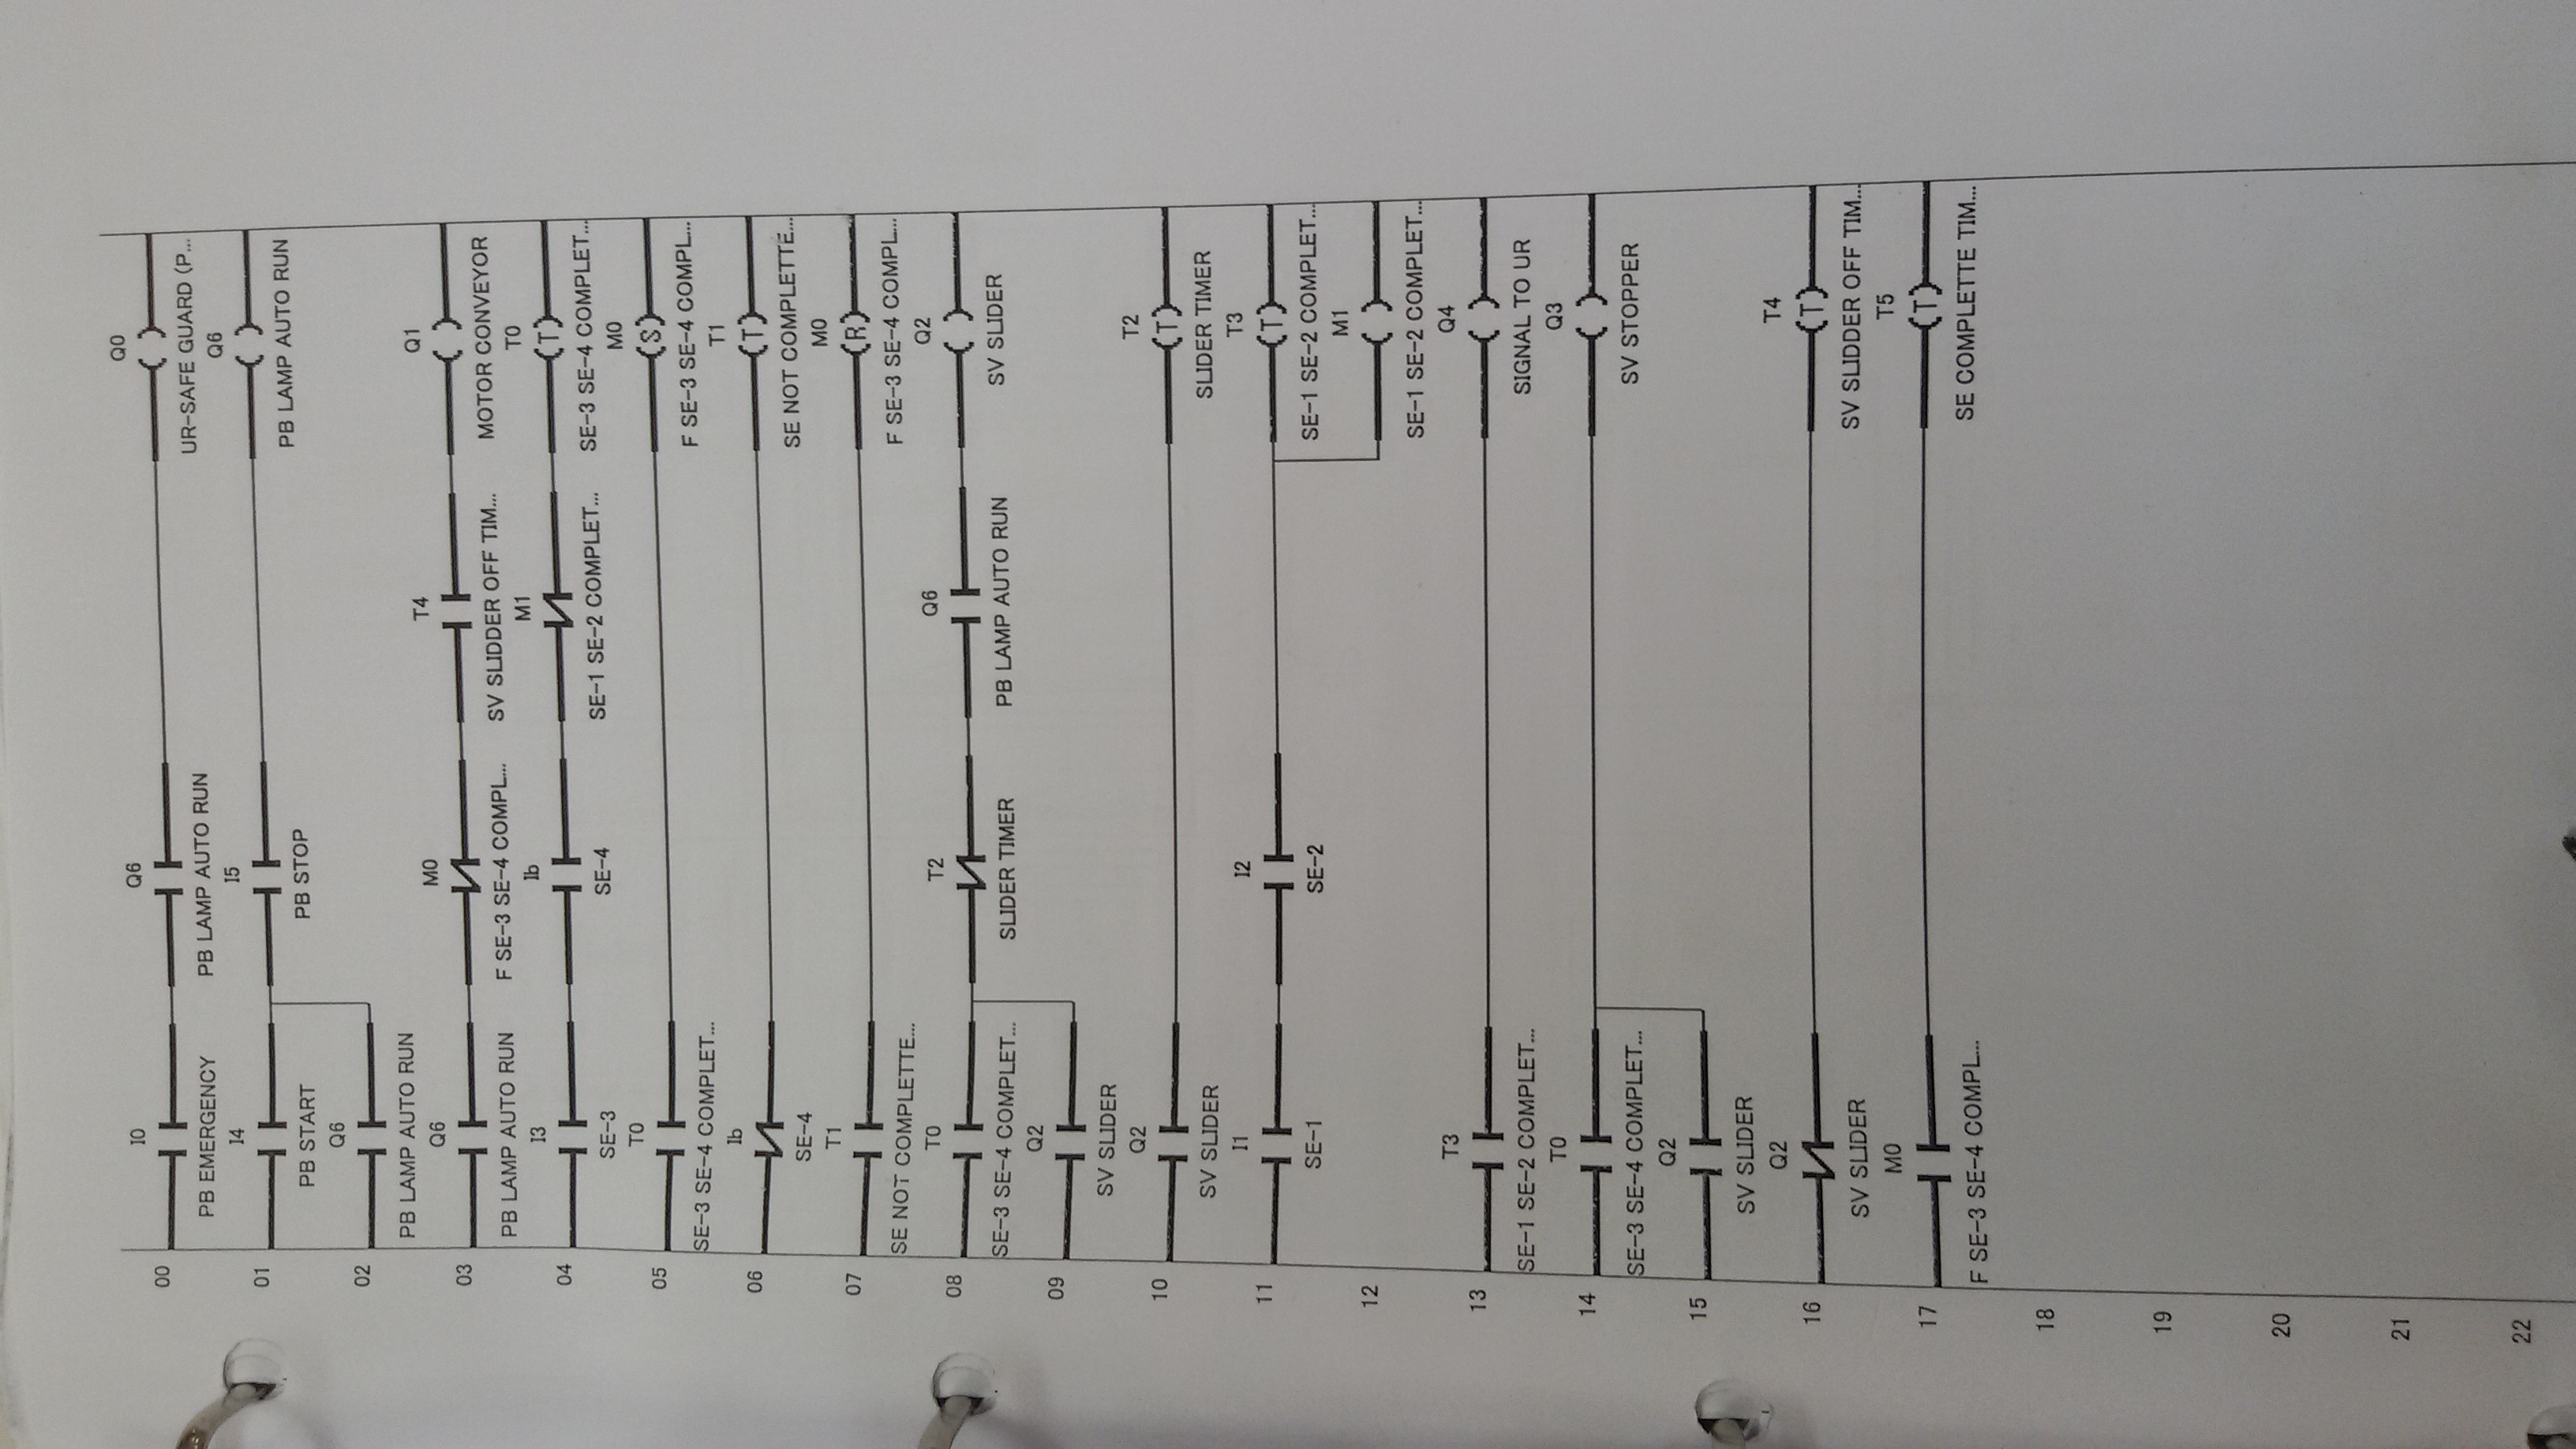 00 I0 Q6 Q0
PB EMERGENCY PB LAMP AUTO RUN UR-SAFE GUARD (P...
01 I4 I5 Q6
PB START PB STOP PB LAMP AUTO RUN
02 Q6
PB LAMP AUTO RUN
03 Q6 M0 T4 Q1
PB LAMP AUTO RUN F SE-3 SE-4 COMPL... SV SLIDDER OFF TIM... MOTOR CONVEYOR
04 I3 Ib M1 T0
(T)
SE-3 SE-4 SE-1 SE-2 COMPLET... SE-3 SE-4 COMPLET...
05 T0 M0
(S)
SE-3 SE-4 COMPLET... F SE-3 SE-4 COMPL...
06 Ib T1
(T)
SE-4 SE NOT COMPLETTE...
07 T1 M0
(R)
SE NOT COMPLETTE... F SE-3 SE-4 COMPL...
08 T0 T2 Q6 Q2
SE-3 SE-4 COMPLET... SLIDER TIMER PB LAMP AUTO RUN SV SLIDER
09 Q2
SV SLIDER
10 Q2 T2
(T)
SV SLIDER SLIDER TIMER
11 I1 I2 T3
(T)
SE-1 SE-2 SE-1 SE-2 COMPLET...
12 M1
SE-1 SE-2 COMPLET...
13 T3 Q4
SE-1 SE-2 COMPLET... SIGNAL TO UR
14 T0 Q3
SE-3 SE-4 COMPLET... SV STOPPER
15 Q2
SV SLIDER
16 Q2 T4
(T)
SV SLIDER SV SLIDDER OFF TIM...
17 M0 T5
(T)
F SE-3 SE-4 COMPL... SE COMPLETTE TIM...
18
19
20
21
22